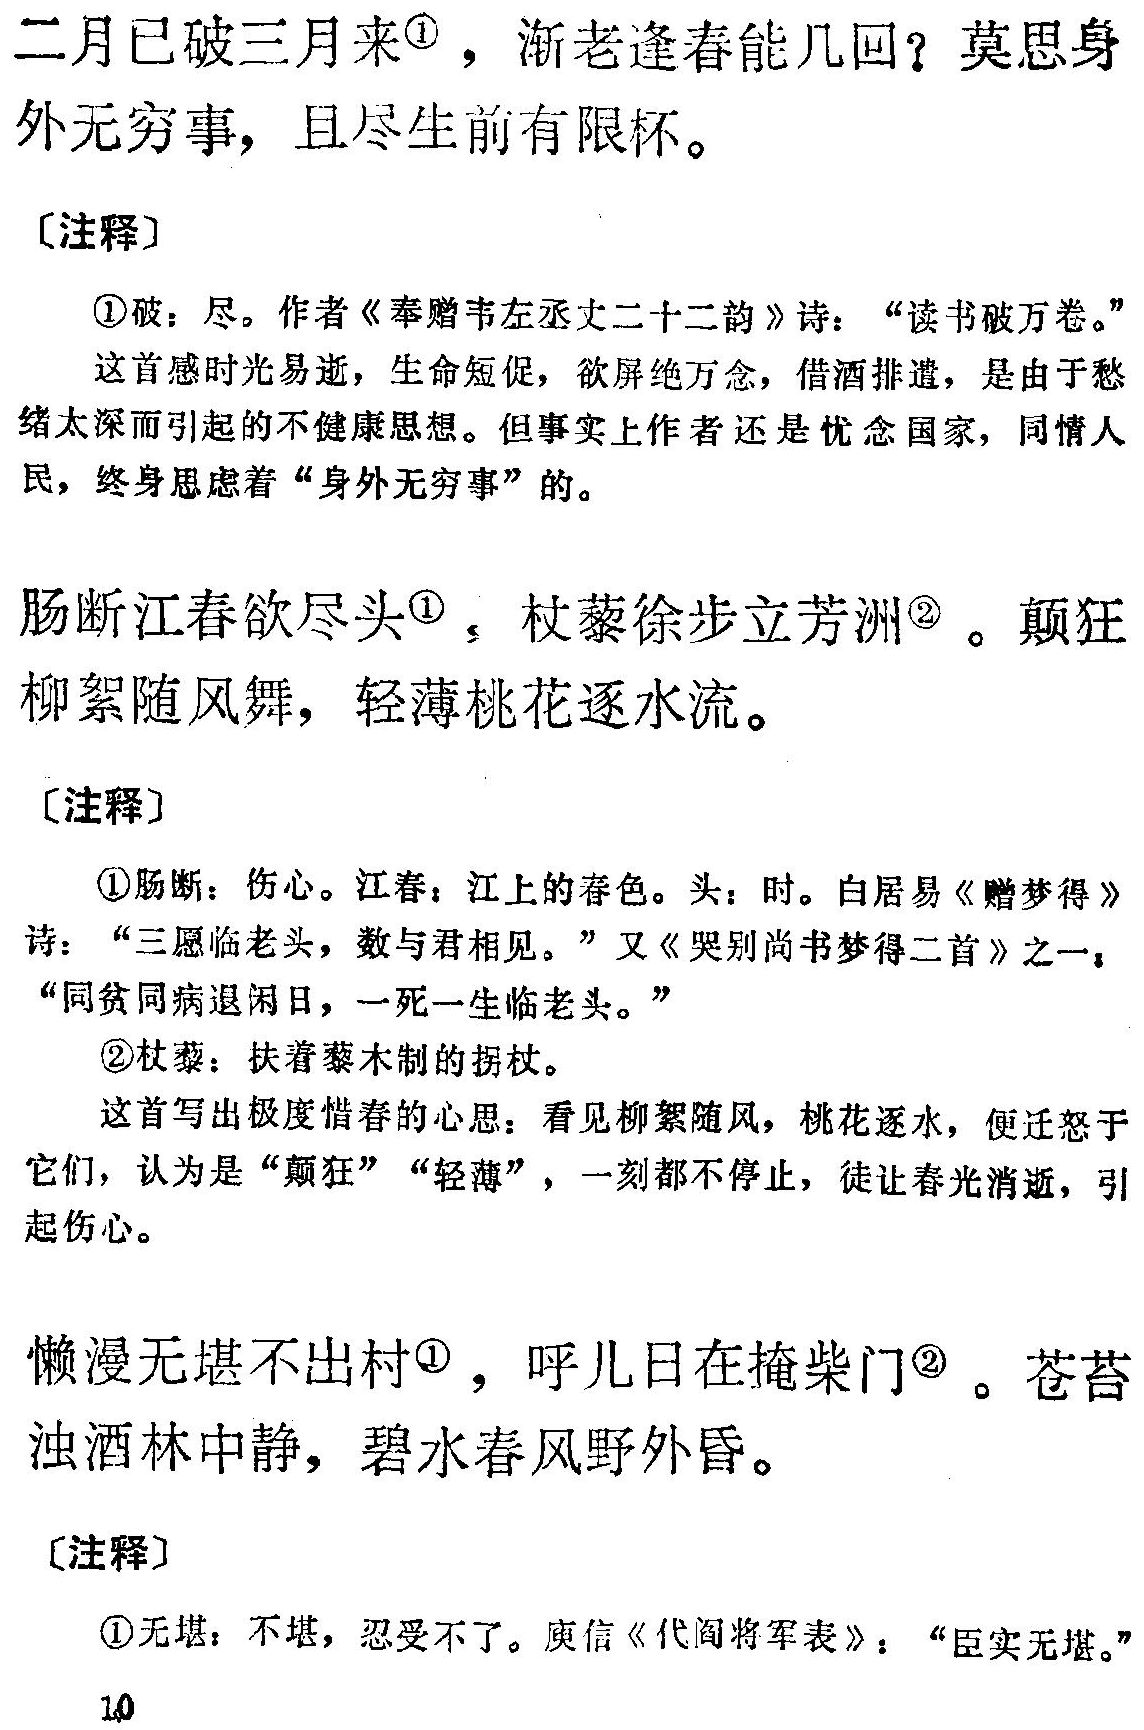 二月已破三月来①，渐老逢春能几回？莫思身
外无穷事，且尽生前有限杯。
〔注释〕
①破：尽。作者《奉赠韦左丞丈二十二韵》诗：“读书破万卷。”
这首感时光易逝，生命短促，欲屏绝万念，借酒排遣，是由于愁
绪太深而引起的不健康思想。但事实上作者还是忧念国家，同情人
民，终身思虑着“身外无穷事”的。
肠断江春欲尽头①，杖藜徐步立芳洲②。颠狂
柳絮随风舞，轻薄桃花逐水流。
〔注释〕
①肠断：伤心。江春：江上的春色。头：时。白居易《赠梦得》
诗：“三愿临老头，数与君相见。”又《哭别尚书梦得二首》之一：
“同贫同病退闲日，一死一生临老头。”
②杖藜：扶着藜木制的拐杖。
这首写出极度惜春的心思：看见柳絮随风，桃花逐水，便迁怒于
它们，认为是“颠狂”“轻薄”，一刻都不停止，徒让春光消逝，引
起伤心。
懒漫无堪不出村①，呼儿日在掩柴门②。苍苔
浊酒林中静，碧水春风野外昏。
〔注释〕
①无堪：不堪，忍受不了。庾信《代阎将军表》：“臣实无堪。”
10